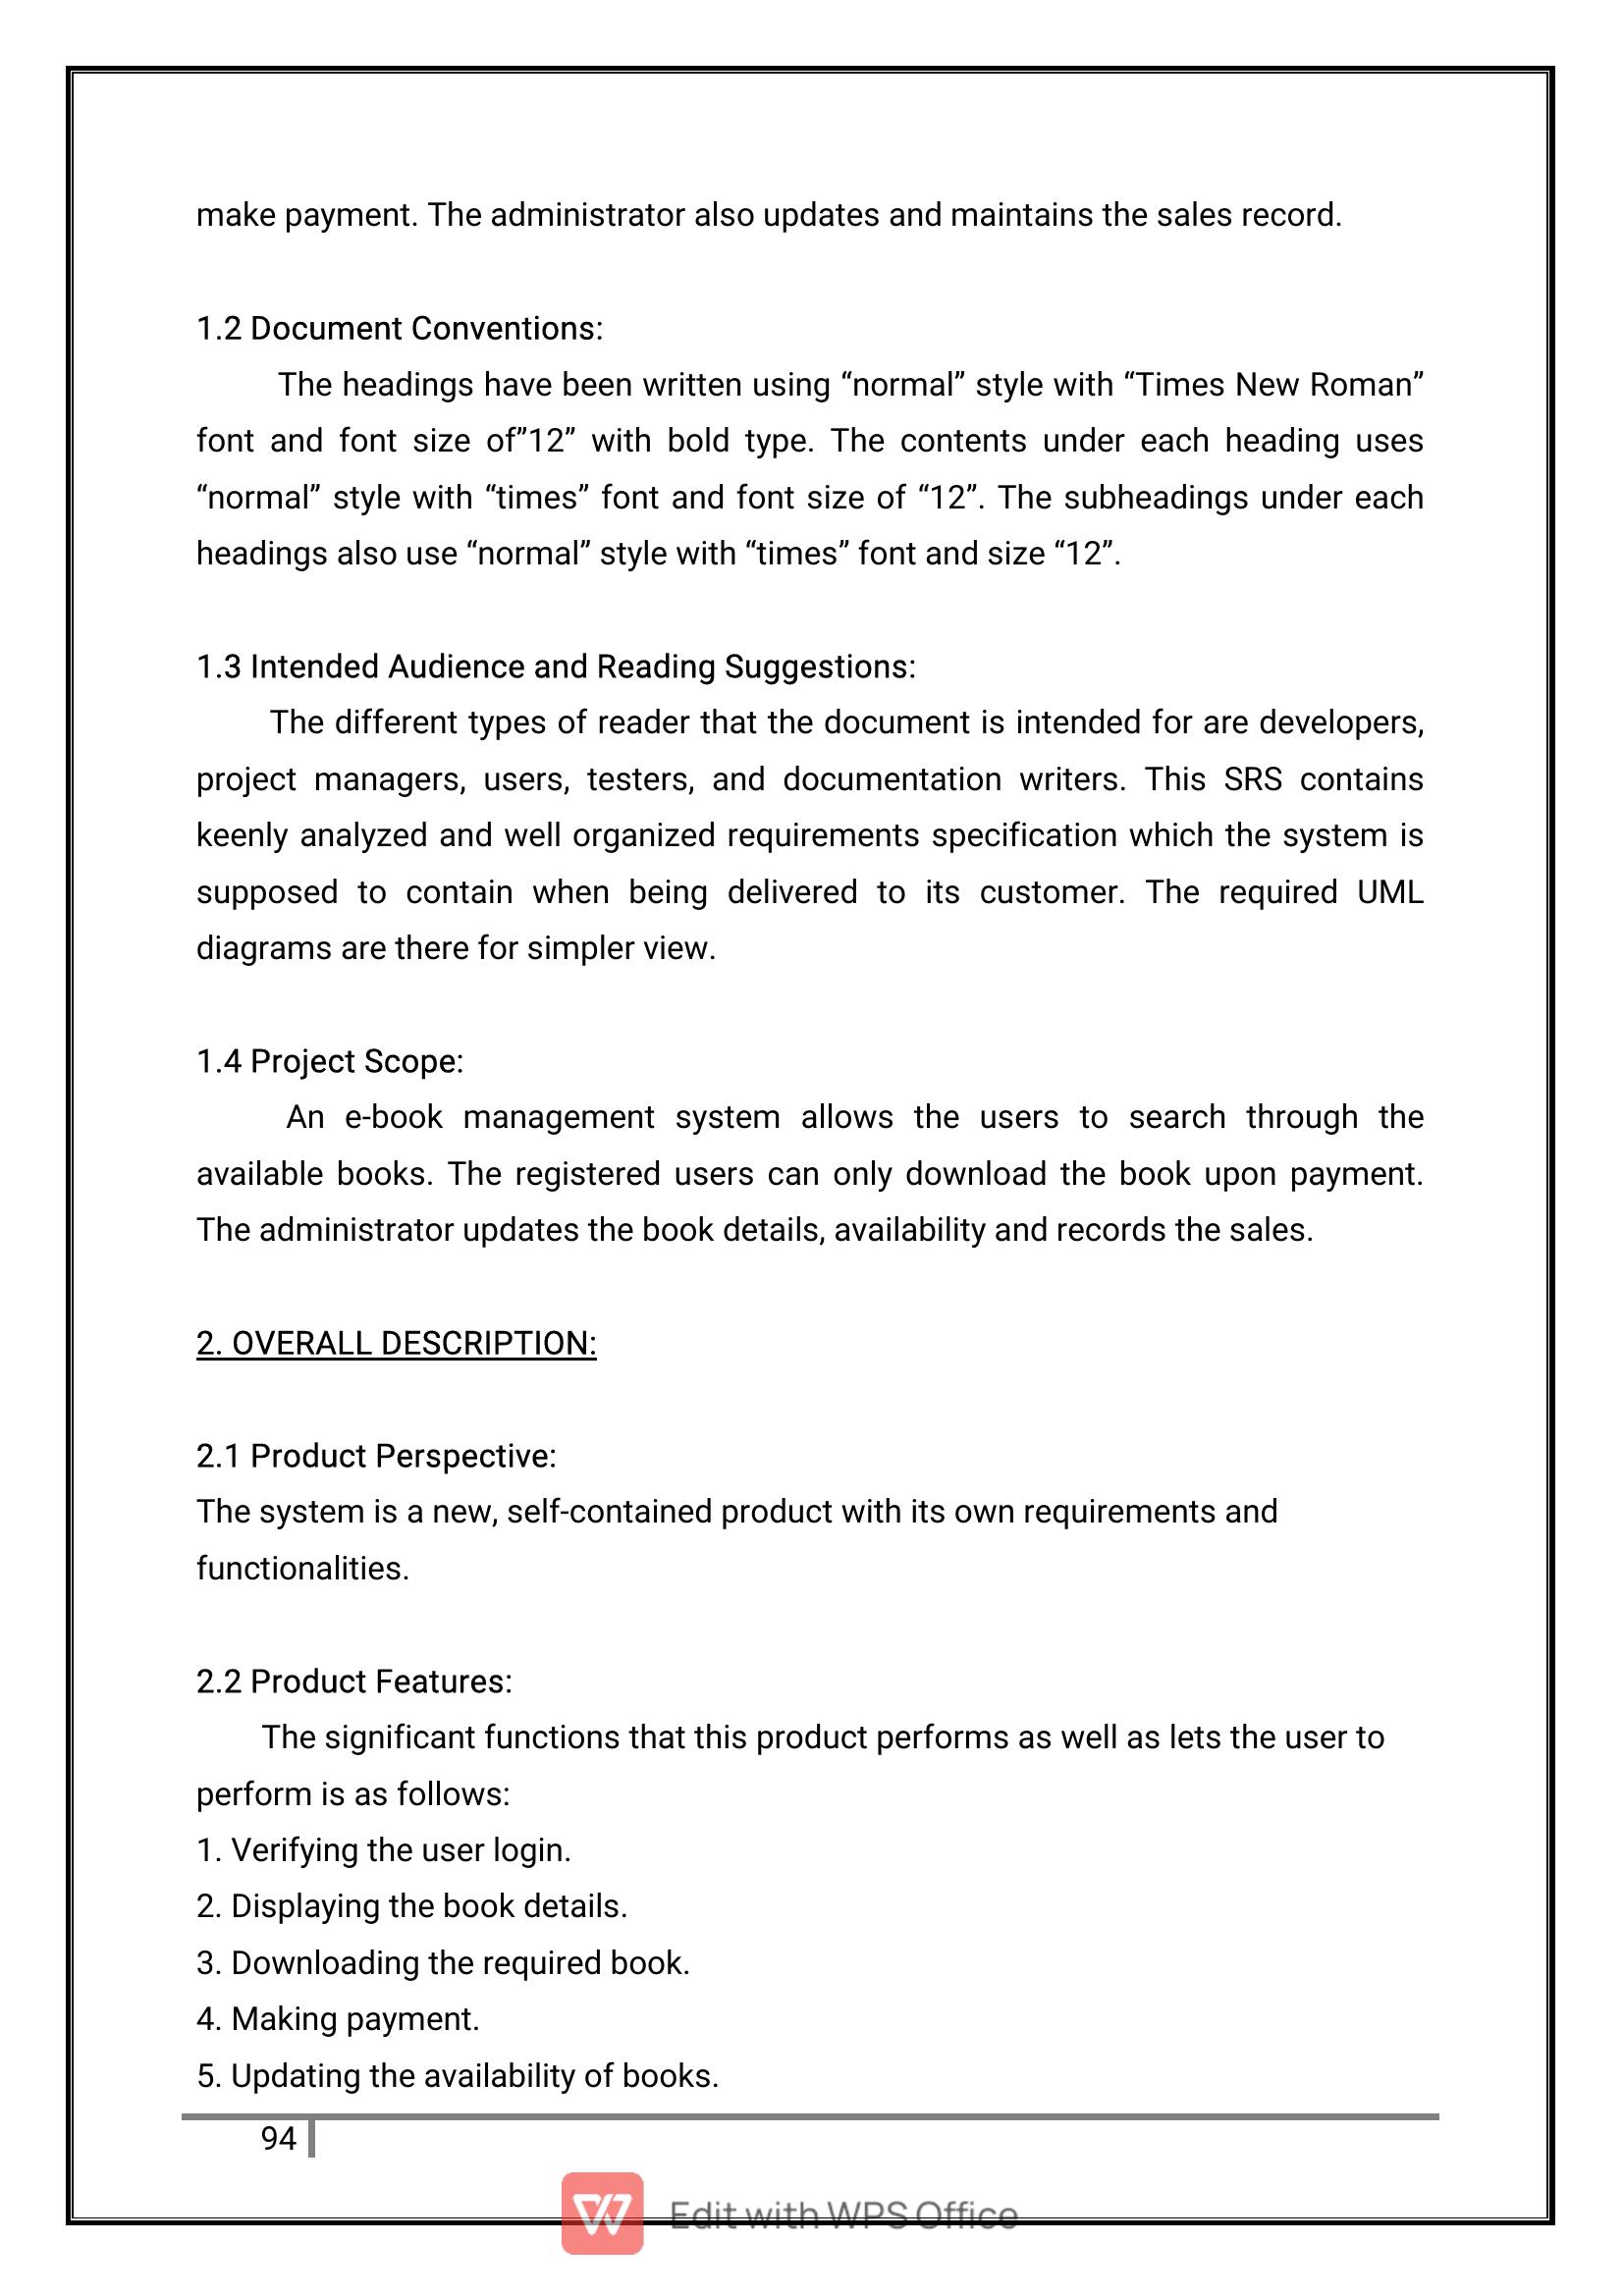 make payment. The administrator also updates and maintains the sales record.
1.2 Document Conventions:
The headings have been written using “normal” style with “Times New Roman”
font and font size of”12” with bold type. The contents under each heading uses
“normal” style with “times” font and font size of “12”. The subheadings under each
headings also use “normal” style with “times” font and size “12”.
1.3 Intended Audience and Reading Suggestions:
The different types of reader that the document is intended for are developers,
project managers, users, testers, and documentation writers. This SRS contains
keenly analyzed and well organized requirements specification which the system is
supposed to contain when being delivered to its customer. The required UML
diagrams are there for simpler view.
1.4 Project Scope:
An e-book management system allows the users to search through the
available books. The registered users can only download the book upon payment.
The administrator updates the book details, availability and records the sales.
2. OVERALL DESCRIPTION:
2.1 Product Perspective:
The system is a new, self-contained product with its own requirements and
functionalities.
2.2 Product Features:
The significant functions that this product performs as well as lets the user to
perform is as follows:
1. Verifying the user login.
2. Displaying the book details.
3. Downloading the required book.
4. Making payment.
5. Updating the availability of books.
94
Edit with WPS Office